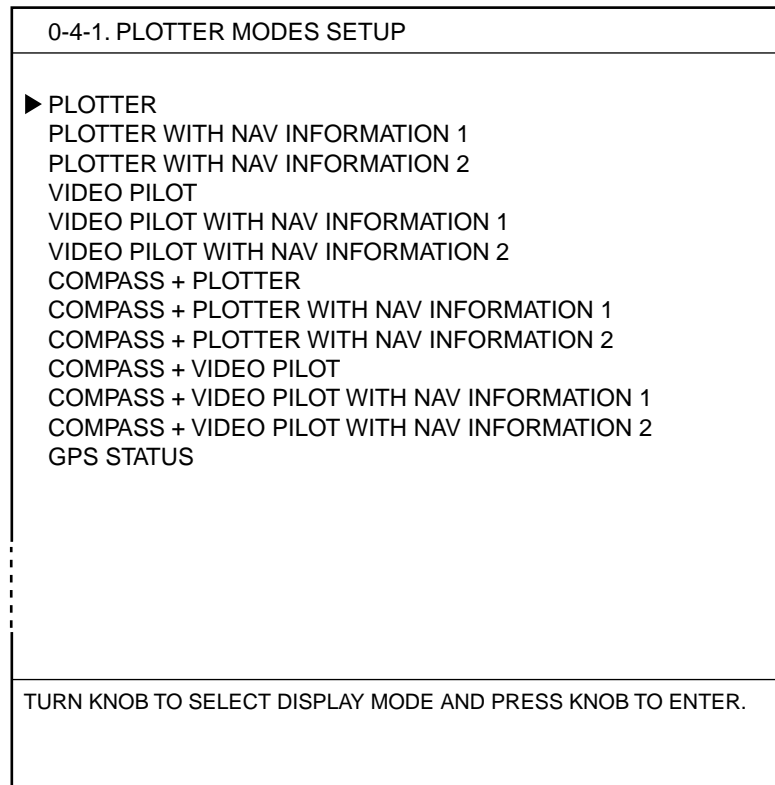 0-4-1. PLOTTER MODES SETUP
▶ PLOTTER
PLOTTER WITH NAV INFORMATION 1
PLOTTER WITH NAV INFORMATION 2
VIDEO PILOT
VIDEO PILOT WITH NAV INFORMATION 1
VIDEO PILOT WITH NAV INFORMATION 2
COMPASS + PLOTTER
COMPASS + PLOTTER WITH NAV INFORMATION 1
COMPASS + PLOTTER WITH NAV INFORMATION 2
COMPASS + VIDEO PILOT
COMPASS + VIDEO PILOT WITH NAV INFORMATION 1
COMPASS + VIDEO PILOT WITH NAV INFORMATION 2
GPS STATUS
TURN KNOB TO SELECT DISPLAY MODE AND PRESS KNOB TO ENTER.